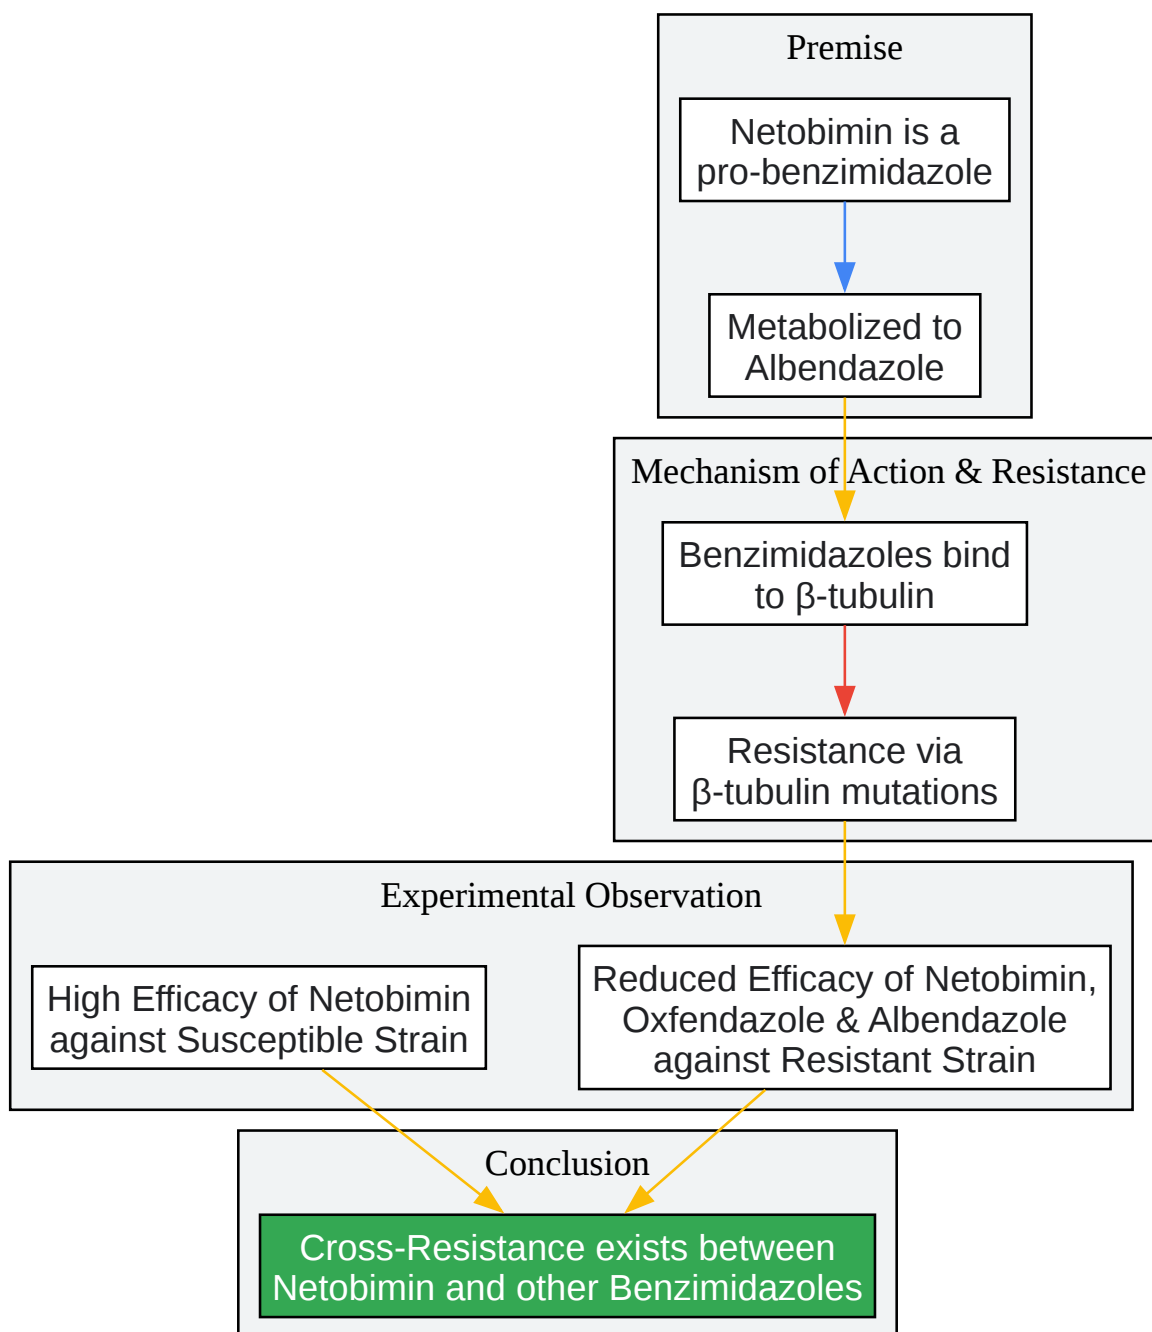 Premise
Netobimin is a
pro-benzimidazole
Metabolized to
Albendazole
Mechanism of Action & Resistance
Benzimidazoles bind
to β-tubulin
Resistance via
β-tubulin mutations
Experimental Observation
High Efficacy of Netobimin
against Susceptible Strain
Reduced Efficacy of Netobimin,
Oxfendazole & Albendazole
against Resistant Strain
Conclusion
Cross-Resistance exists between
Netobimin and other Benzimidazoles